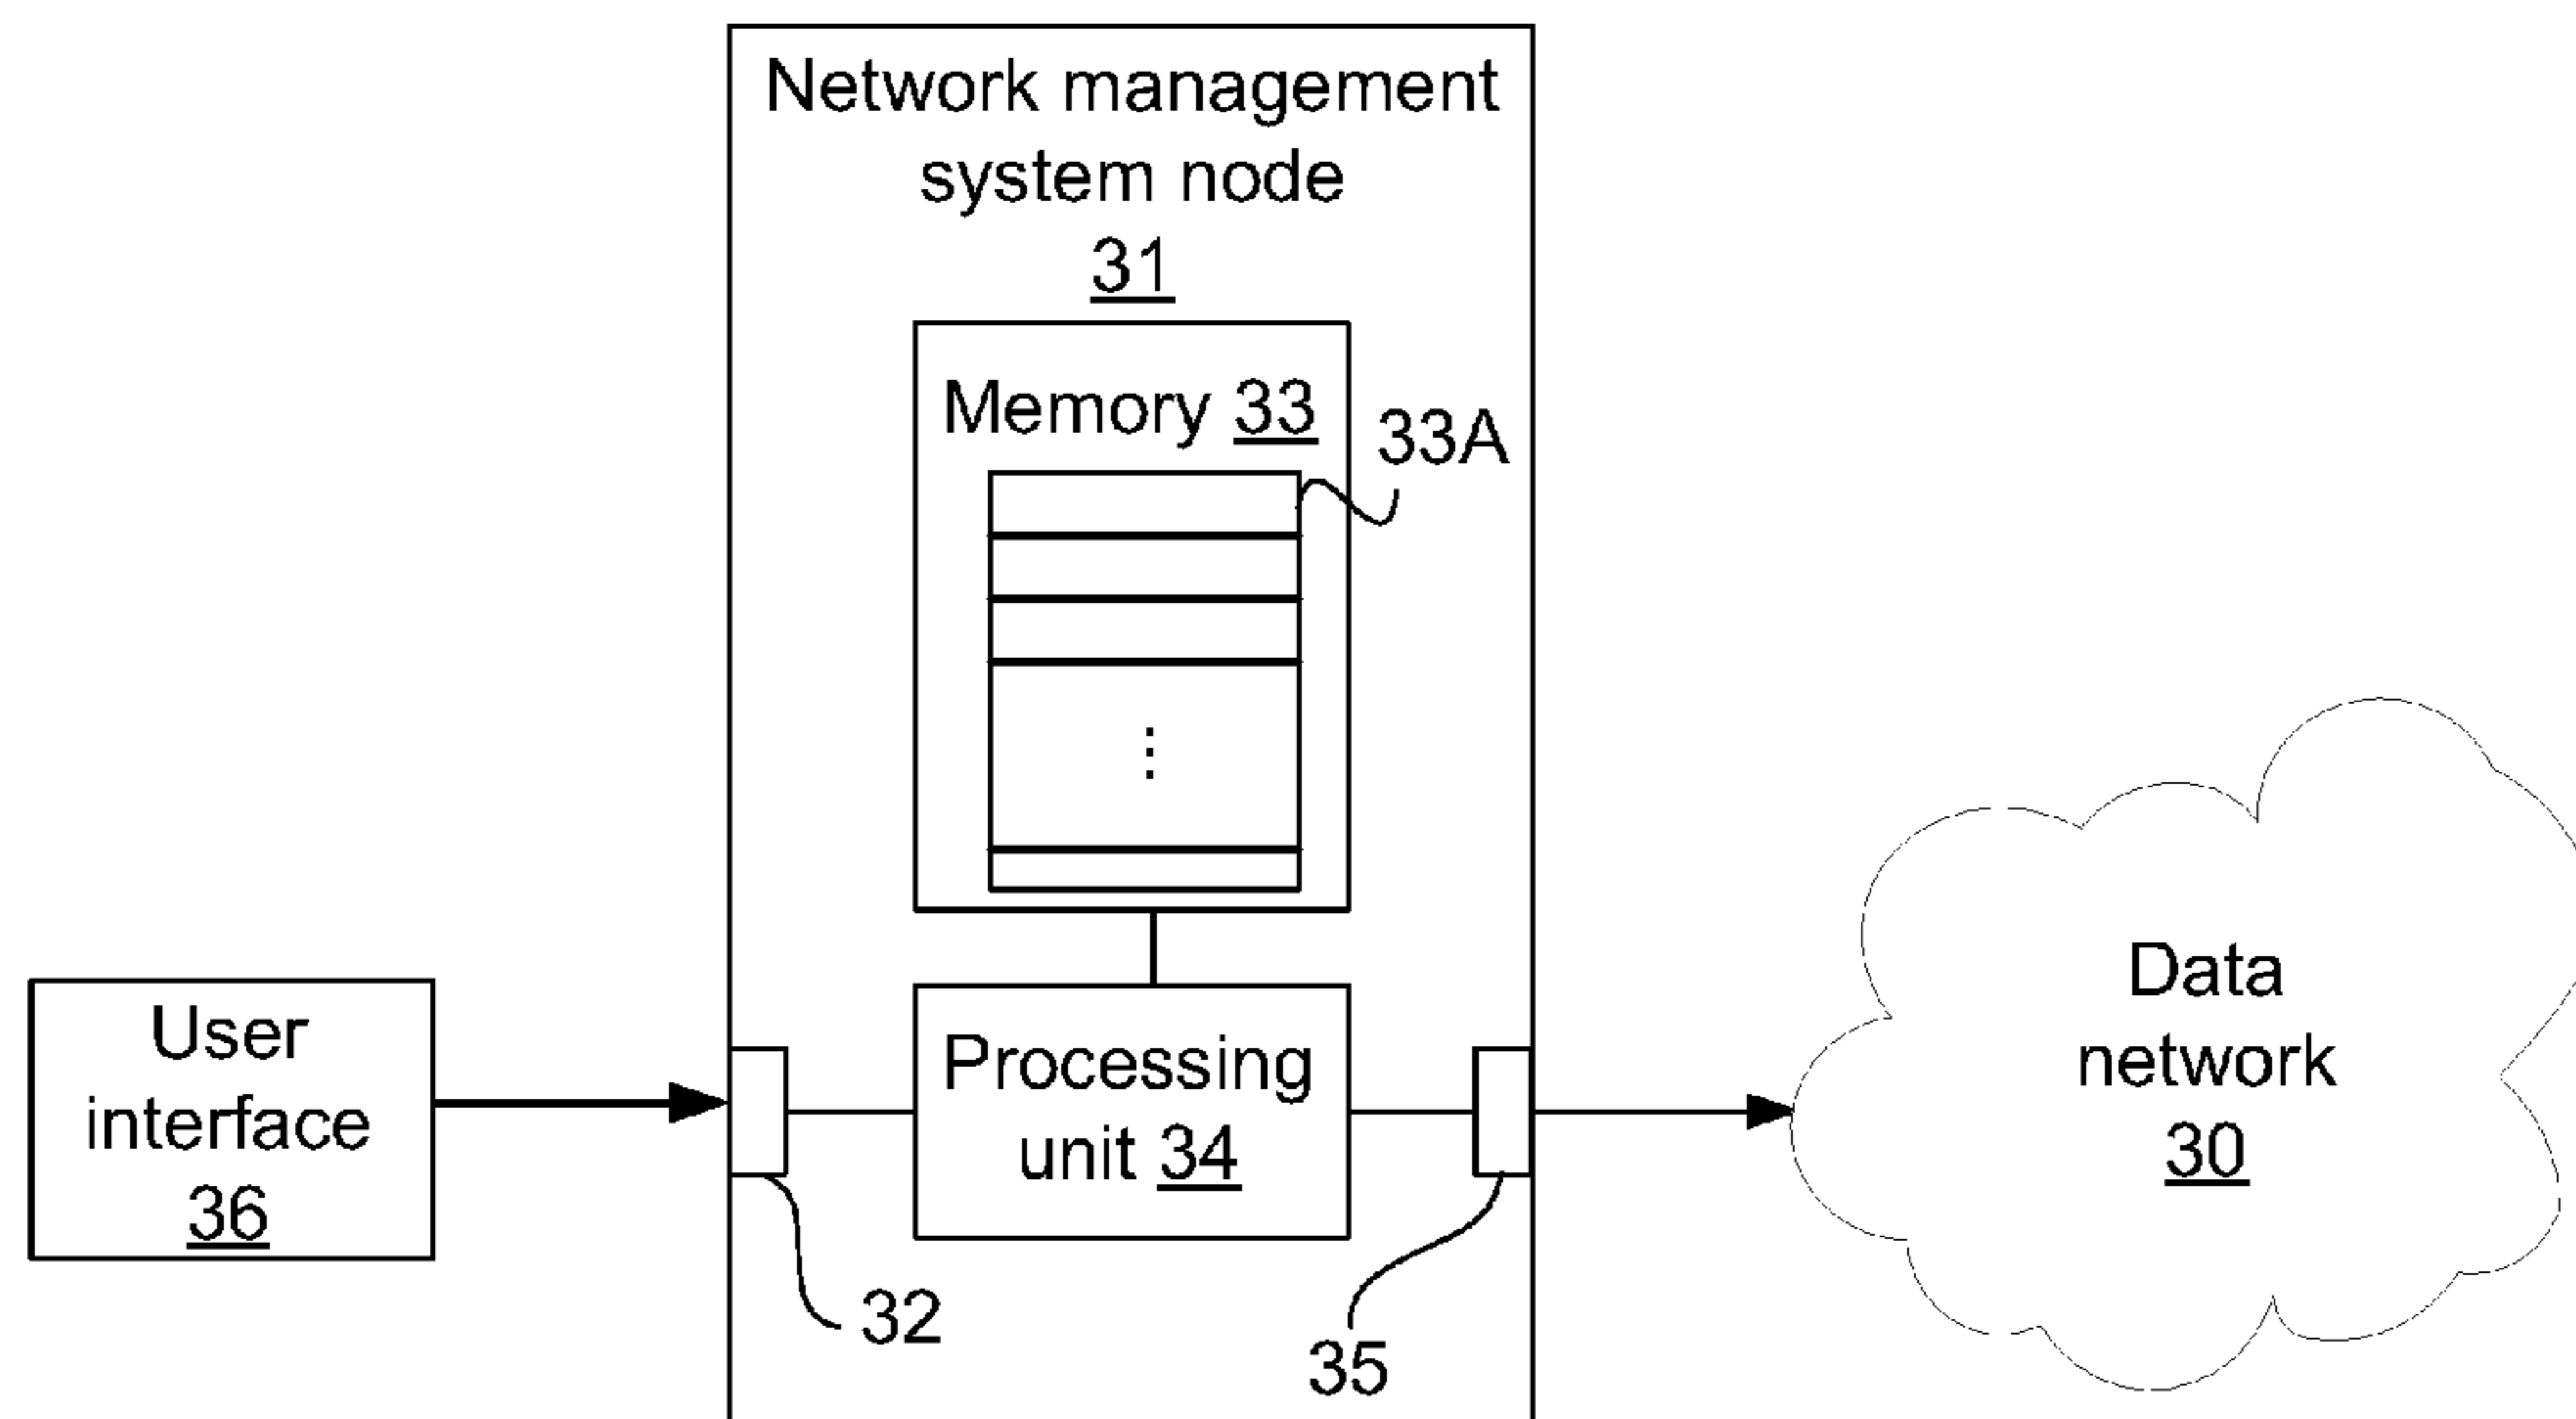 Network management
system node
31
Memory 33
33A
⋮
User
interface
36
Processing
unit 34
Data
network
30
32
35